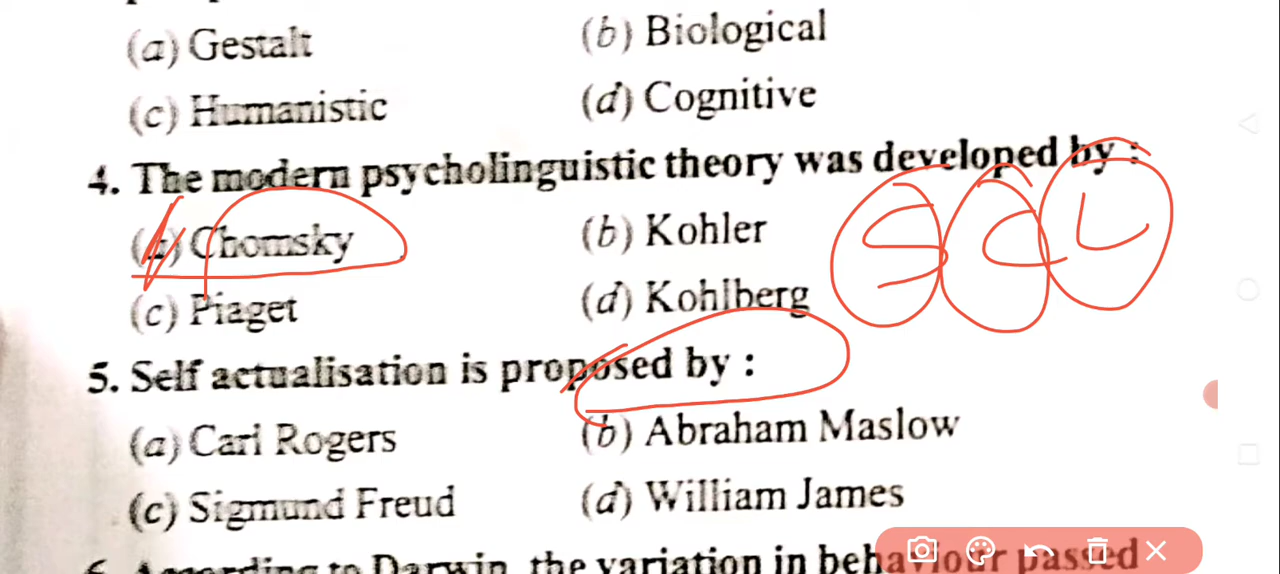 (a) Gestalt (b) Biological
(c) Humanistic (d) Cognitive
4. The modern psycholinguistic theory was developed by :
(a) Chomsky (b) Kohler
S C L
(c) Piaget (d) Kohlberg
5. Self actualisation is proposed by :
(a) Carl Rogers (b) Abraham Maslow
(c) Sigmund Freud (d) William James
6. According to Darwin, the variation in behaviour passed